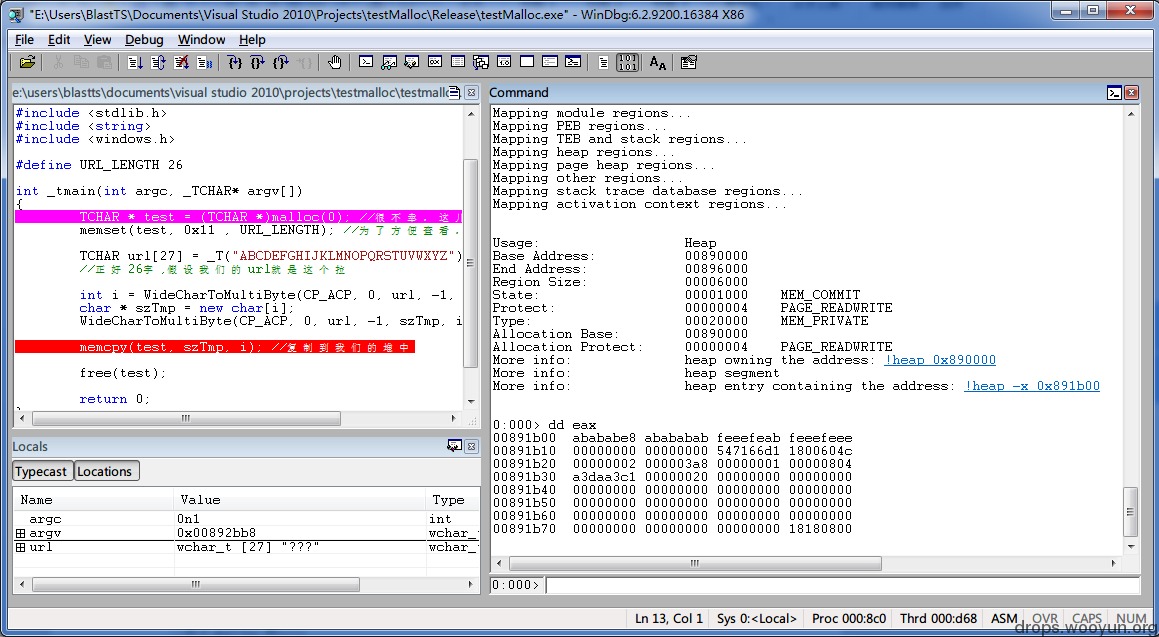 "E:\Users\BlastTS\Documents\Visual Studio 2010\Projects\testMalloc\Release\testMalloc.exe" - WinDbg:6.2.9200.16384 X86
File Edit View Debug Window Help
e:\users\blastts\documents\visual studio 2010\projects\testmalloc\testmallo
#include <stdlib.h>
#include <string>
#include <windows.h>
#define URL_LENGTH 26
int _tmain(int argc, _TCHAR* argv[])
{
TCHAR * test = (TCHAR *)malloc(0); //很不幸. 这
memset(test, 0x11 , URL_LENGTH); //为了方便查看.
TCHAR url[27] = _T("ABCDEFGHIJKLMNOPQRSTUVWXYZ")
//正好26字,假设我们的url就是这个拉
int i = WideCharToMultiByte(CP_ACP, 0, url, -1,
char * szTmp = new char[i];
WideCharToMultiByte(CP_ACP, 0, url, -1, szTmp, i
memcpy(test, szTmp, i); //复制到我们的堆中
free(test);
return 0;
Locals
Typecast Locations
Name Value Type
argc 0n1 int
argv 0x00892bb8 wchar_
url wchar_t [27] "???" wchar_
Command
Mapping module regions...
Mapping PEB regions...
Mapping TEB and stack regions...
Mapping heap regions...
Mapping page heap regions...
Mapping other regions...
Mapping stack trace database regions...
Mapping activation context regions...
Usage: Heap
Base Address: 00890000
End Address: 00896000
Region Size: 00006000
State: 00001000 MEM_COMMIT
Protect: 00000004 PAGE_READWRITE
Type: 00020000 MEM_PRIVATE
Allocation Base: 00890000
Allocation Protect: 00000004 PAGE_READWRITE
More info: heap owning the address: !heap 0x890000
More info: heap segment
More info: heap entry containing the address: !heap -x 0x891b00
0:000> dd eax
00891b00 abababe8 abababab feeefeab feeefeee
00891b10 00000000 00000000 547166d1 1800604c
00891b20 00000002 000003a8 00000001 00000804
00891b30 a3daa3c1 00000020 00000000 00000000
00891b40 00000000 00000000 00000000 00000000
00891b50 00000000 00000000 00000000 00000000
00891b60 00000000 00000000 00000000 00000000
00891b70 00000000 00000000 00000000 18180800
0:000>
Ln 13, Col 1 Sys 0:<Local> Proc 000:8c0 Thrd 000:d68 ASM OVR CAPS NUM
drops.wooyun.org